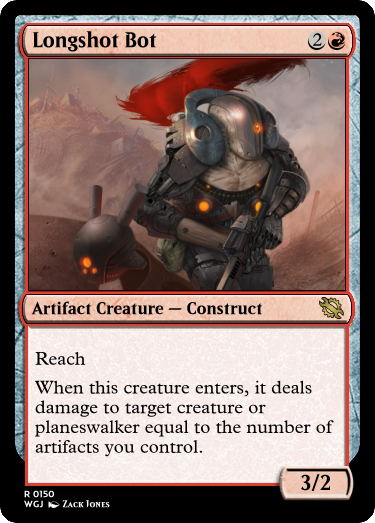 Longshot Bot 2
Artifact Creature — Construct
Reach
When this creature enters, it deals
damage to target creature or
planeswalker equal to the number of
artifacts you control.
3/2
R 0150
WGJ Zack Jones